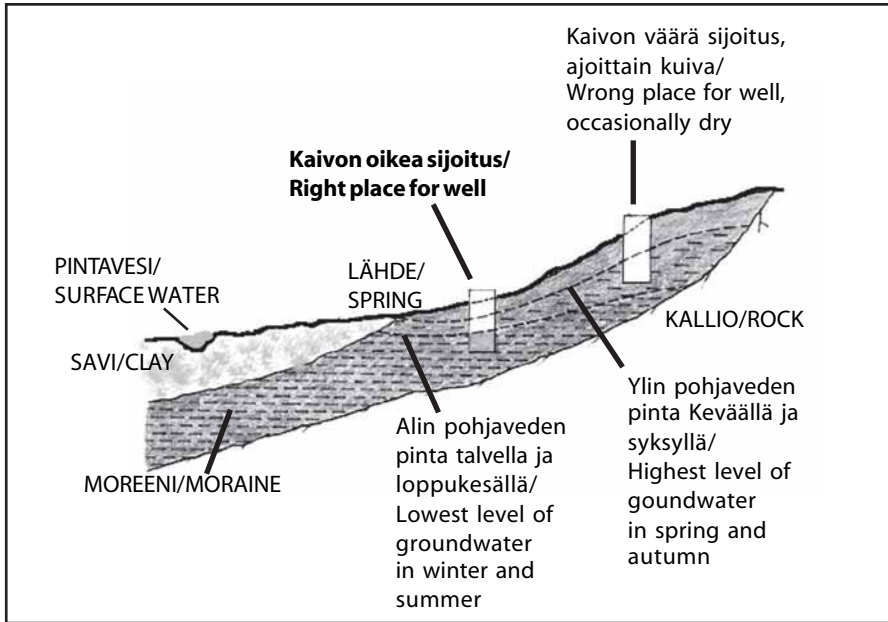 Kaivon väärä sijoitus,
ajoittain kuiva/
Wrong place for well,
occasionally dry
Kaivon oikea sijoitus/
Right place for well
PINTAVESI/
SURFACE WATER
LÄHDE/
SPRING
SAVI/CLAY
KALLIO/ROCK
MOREENI/MORAINE
Alin pohjaveden
pinta talvella ja
loppukesällä/
Lowest level of
groundwater
in winter and
summer
Ylin pohjaveden
pinta Keväällä ja
syksyllä/
Highest level of
goundwater
in spring and
autumn